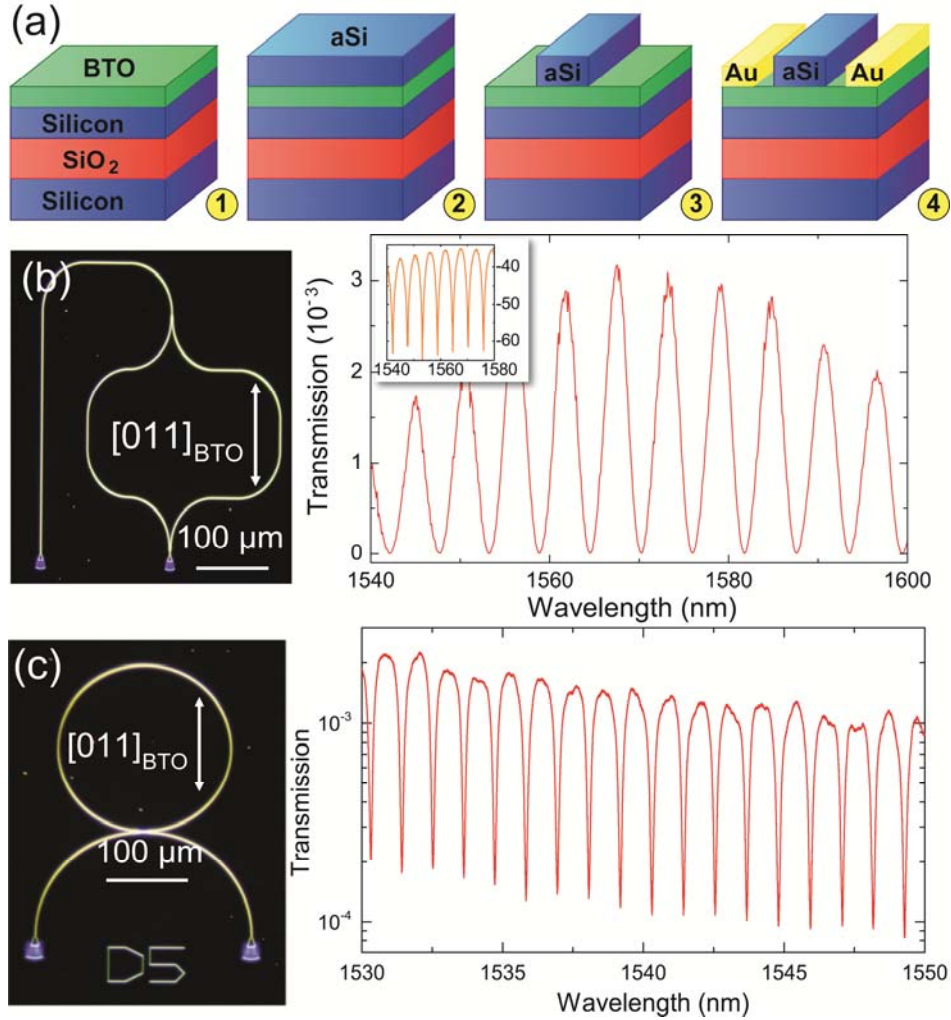 (a)
BTO
Silicon
SiO2
Silicon
1
aSi
2
aSi
3
Au
aSi
Au
4
(b)
[011]BTO
100 μm
Transmission (10-3)
3
2
1
0
1540
1560
1580
1600
Wavelength (nm)
-40
-50
-60
1540
1560
1580
(c)
[011]BTO
100 μm
D5
Transmission
10-3
10-4
1530
1535
1540
1545
1550
Wavelength (nm)